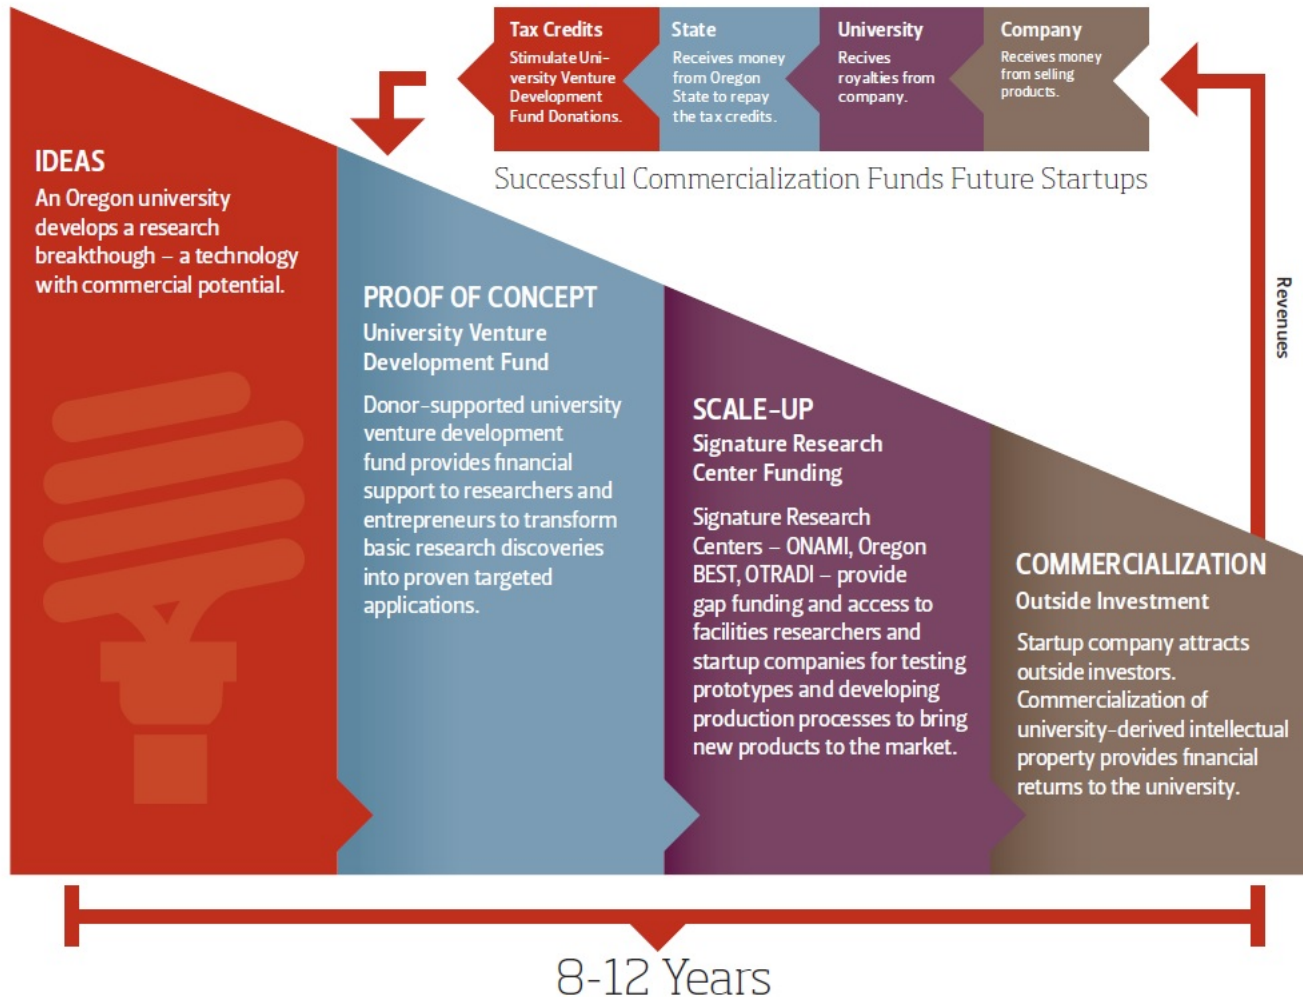 Tax Credits
Stimulate Uni-
versity Venture
Development
Fund Donations.
State
Receives money
from Oregon
State to repay
the tax credits.
University
Recives
royalties from
company.
Company
Receives money
from selling
products.
Successful Commercialization Funds Future Startups
Revenues
IDEAS
An Oregon university
develops a research
breakthough – a technology
with commercial potential.
PROOF OF CONCEPT
University Venture
Development Fund
Donor-supported university
venture development
fund provides financial
support to researchers and
entrepreneurs to transform
basic research discoveries
into proven targeted
applications.
SCALE-UP
Signature Research
Center Funding
Signature Research
Centers – ONAMI, Oregon
BEST, OTRADI – provide
gap funding and access to
facilities researchers and
startup companies for testing
prototypes and developing
production processes to bring
new products to the market.
COMMERCIALIZATION
Outside Investment
Startup company attracts
outside investors.
Commercialization of
university-derived intellectual
property provides financial
returns to the university.
8-12 Years